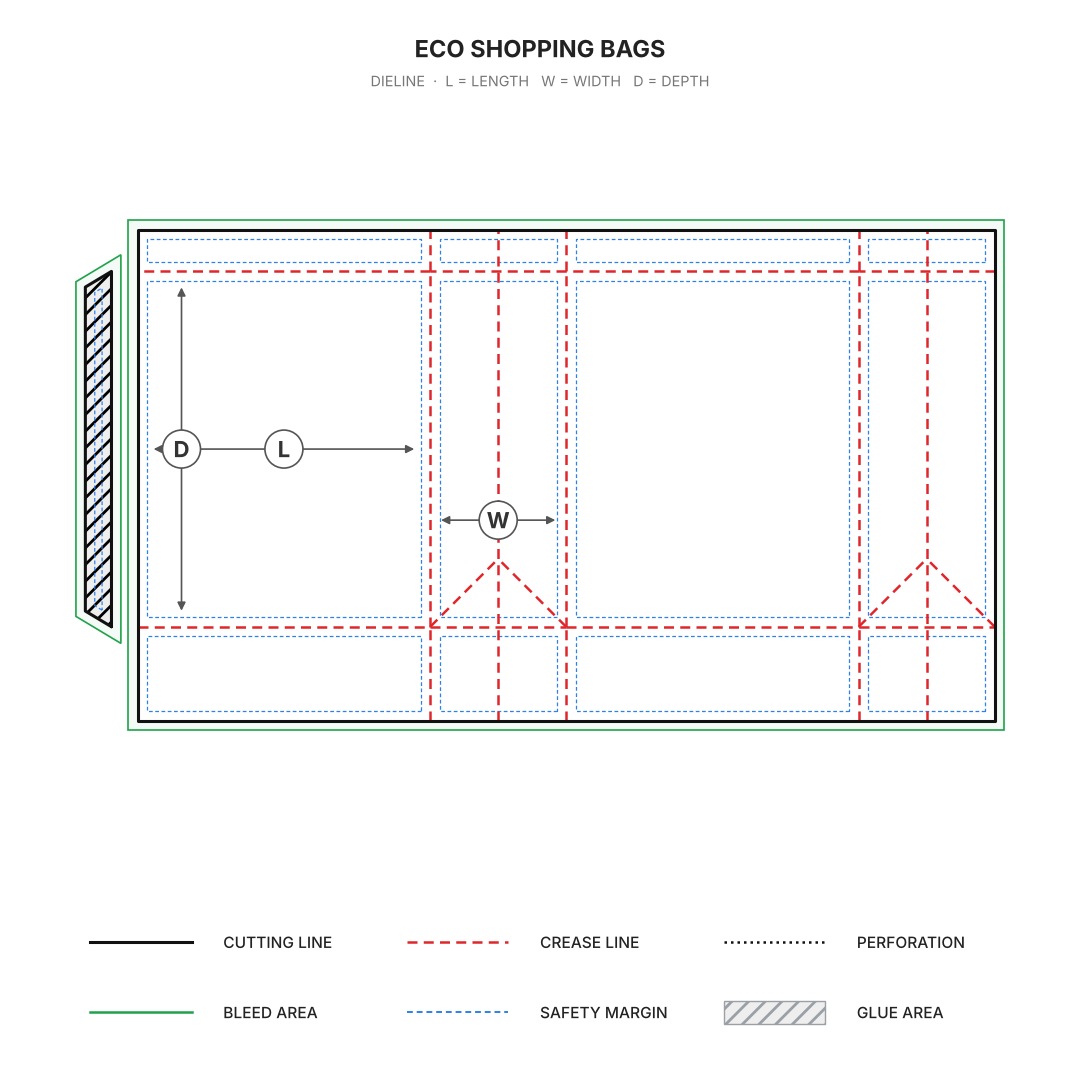 ECO SHOPPING BAGS
DIELINE · L = LENGTH W = WIDTH D = DEPTH
D
L
W
CUTTING LINE
CREASE LINE
PERFORATION
BLEED AREA
SAFETY MARGIN
GLUE AREA